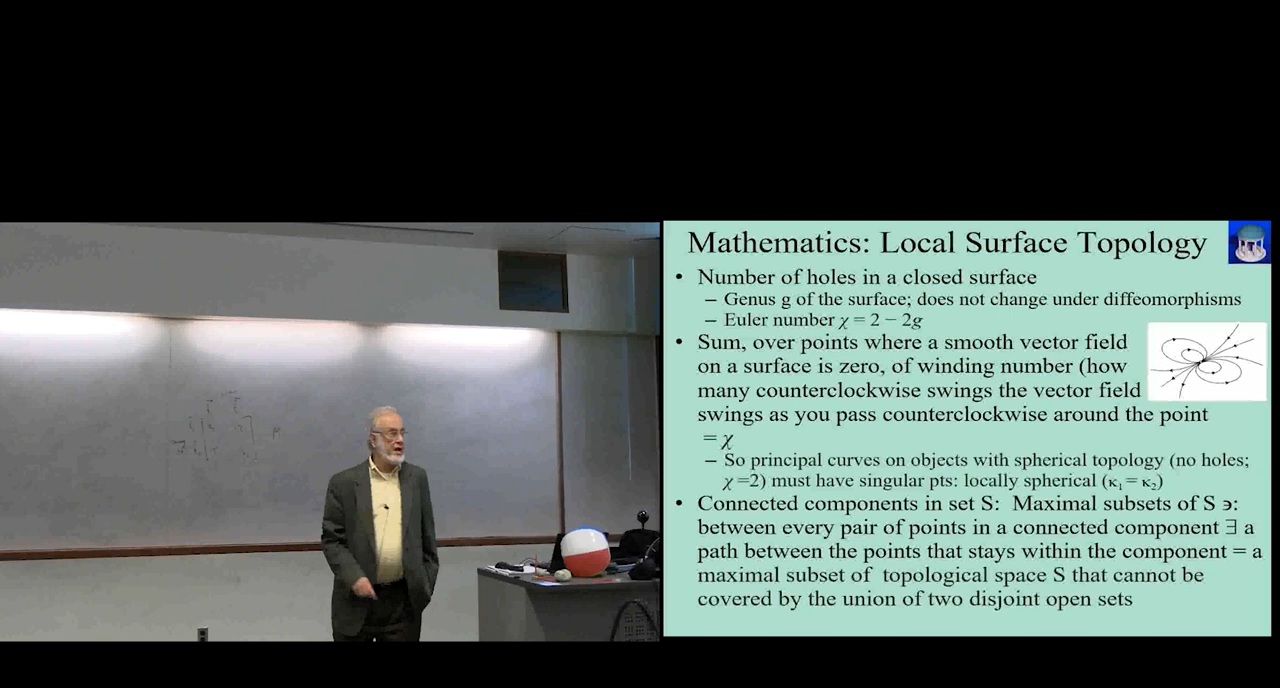 Mathematics: Local Surface Topology
• Number of holes in a closed surface
– Genus g of the surface; does not change under diffeomorphisms
– Euler number χ = 2 − 2g
• Sum, over points where a smooth vector field
on a surface is zero, of winding number (how
many counterclockwise swings the vector field
swings as you pass counterclockwise around the point
= χ
– So principal curves on objects with spherical topology (no holes;
χ =2) must have singular pts: locally spherical (κ₁ = κ₂)
• Connected components in set S: Maximal subsets of S ϶:
between every pair of points in a connected component ∃ a
path between the points that stays within the component = a
maximal subset of topological space S that cannot be
covered by the union of two disjoint open sets